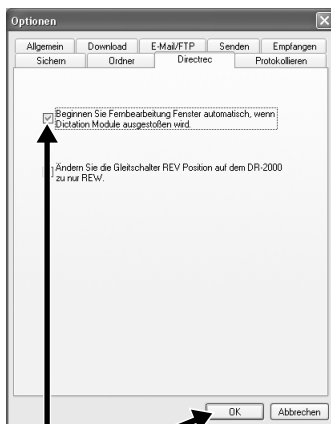 Optionen
Allgemein Download E-Mail/FTP Senden Empfangen
Sichern Ordner Directrec Protokollieren
Beginnen Sie Fernbearbeitung Fenster automatisch, wenn
Dictation Module ausgestoßen wird.
Ändern Sie die Gleitschalter REV Position auf dem DR-2000
zu nur REW.
OK Abbrechen